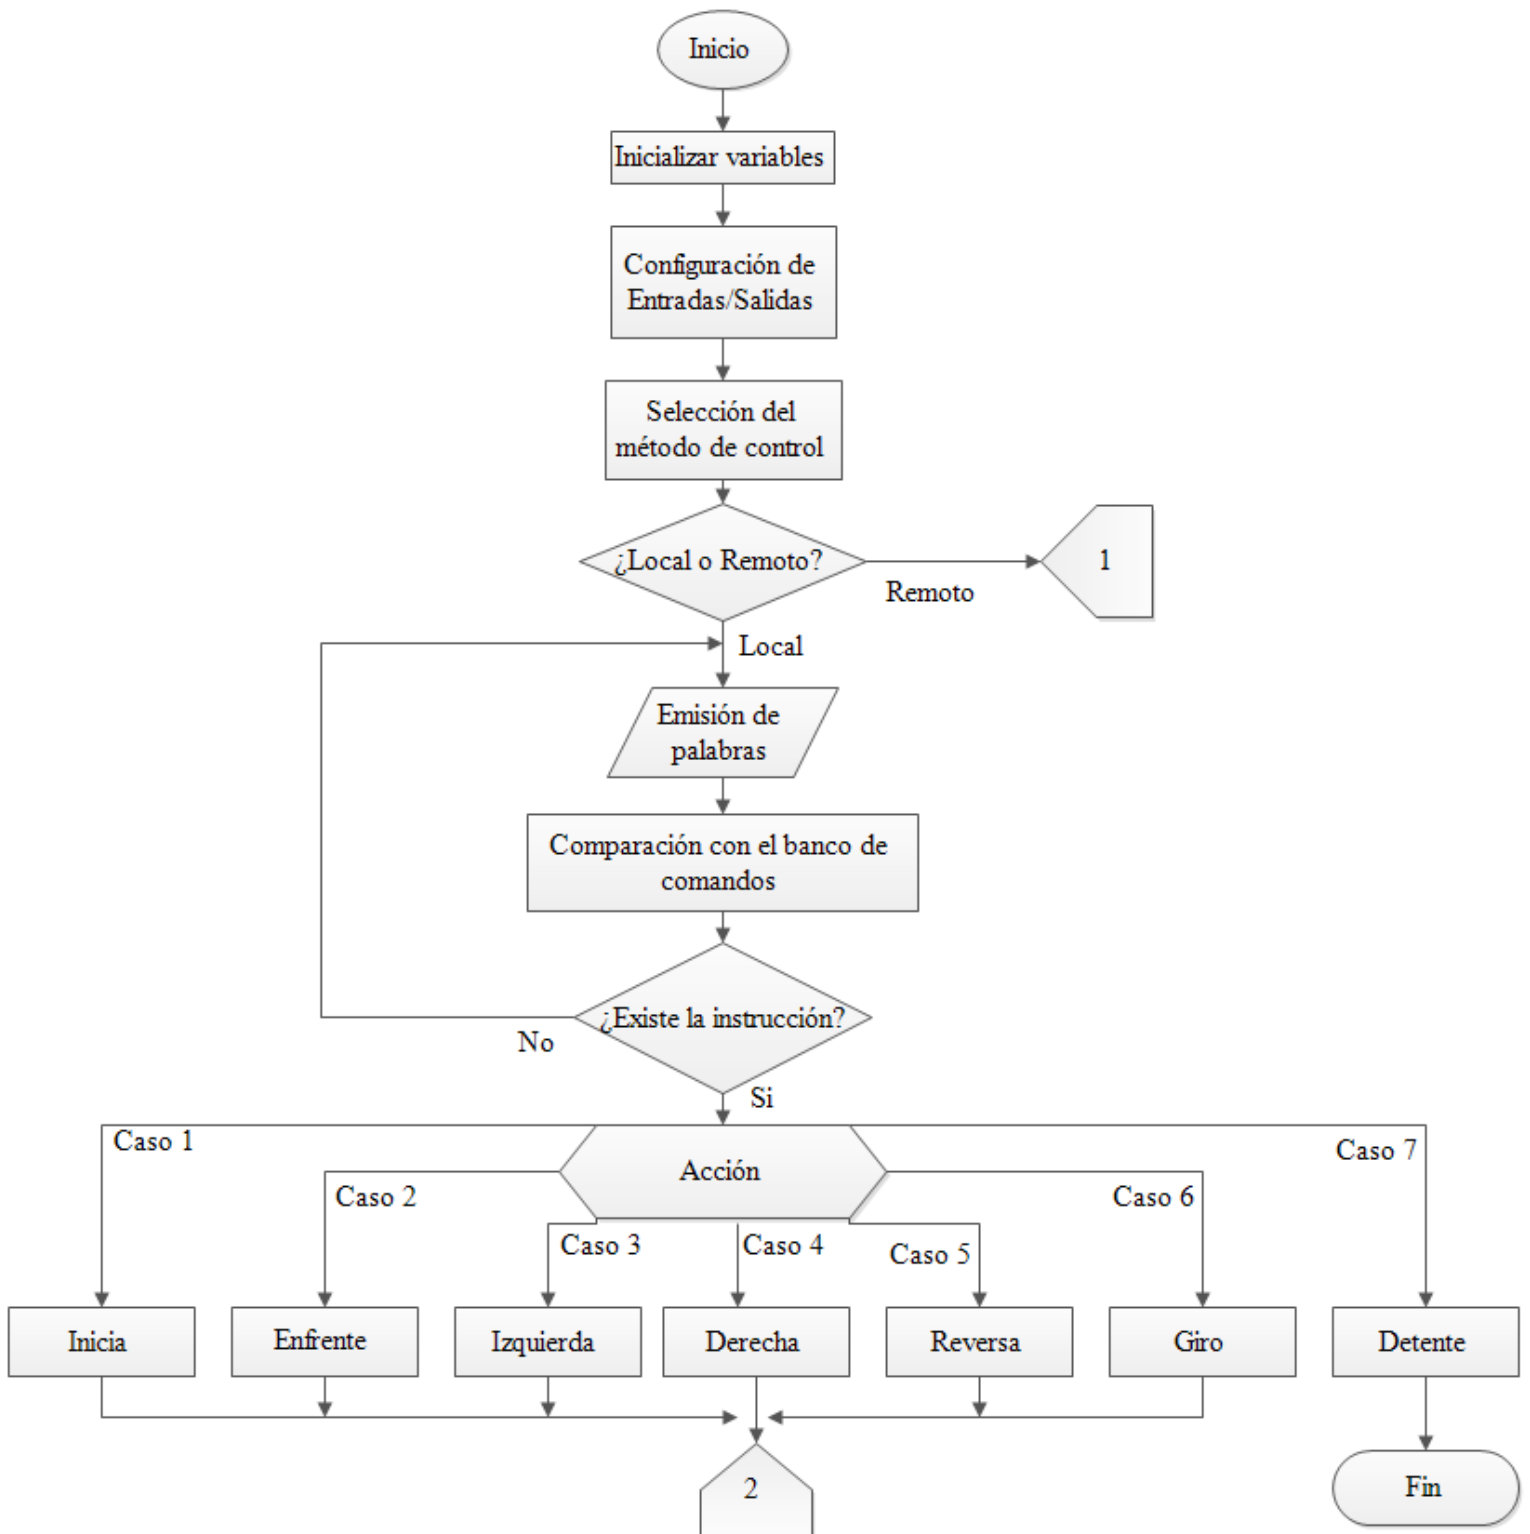 Inicio
Inicializar variables
Configuración de
Entradas/Salidas
Selección del
método de control
¿Local o Remoto?
1
Remoto
Local
Emisión de
palabras
Comparación con el banco de
comandos
¿Existe la instrucción?
No
Si
Caso 1
Caso 7
Acción
Caso 2
Caso 6
Caso 3
Caso 4
Caso 5
Inicia
Enfrente
Izquierda
Derecha
Reversa
Giro
Detente
2
Fin